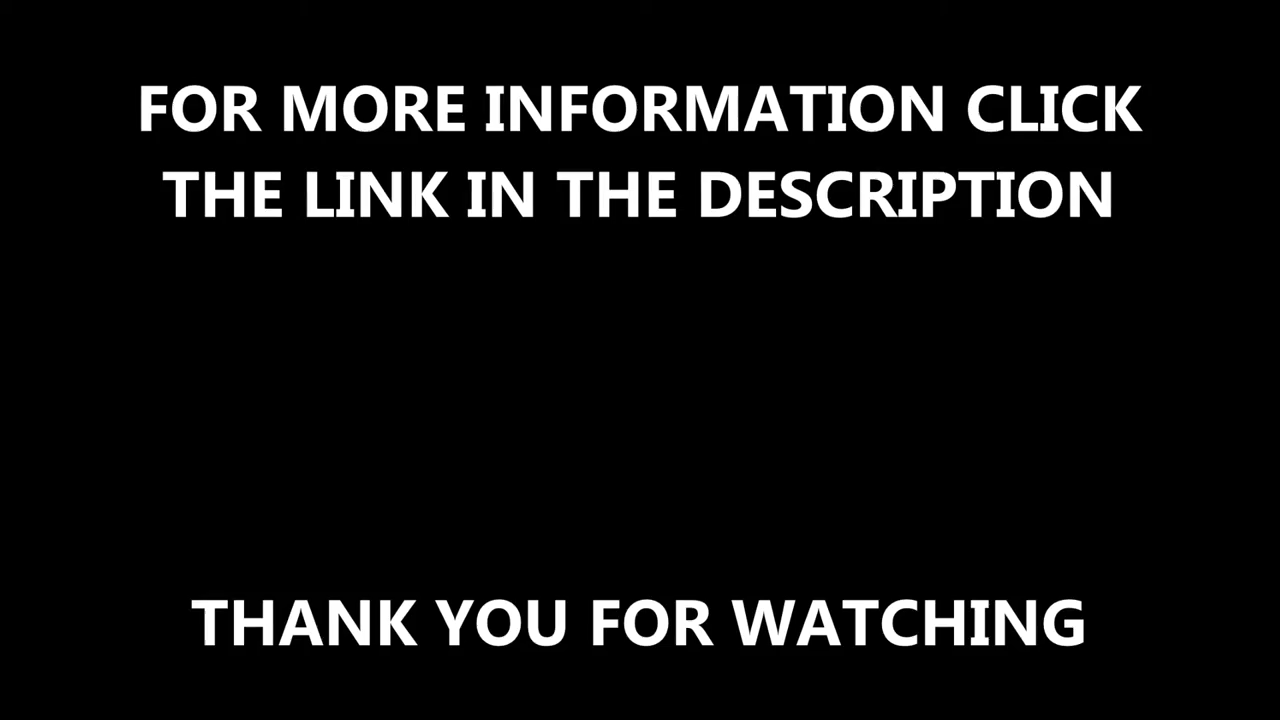 FOR MORE INFORMATION CLICK
THE LINK IN THE DESCRIPTION
THANK YOU FOR WATCHING